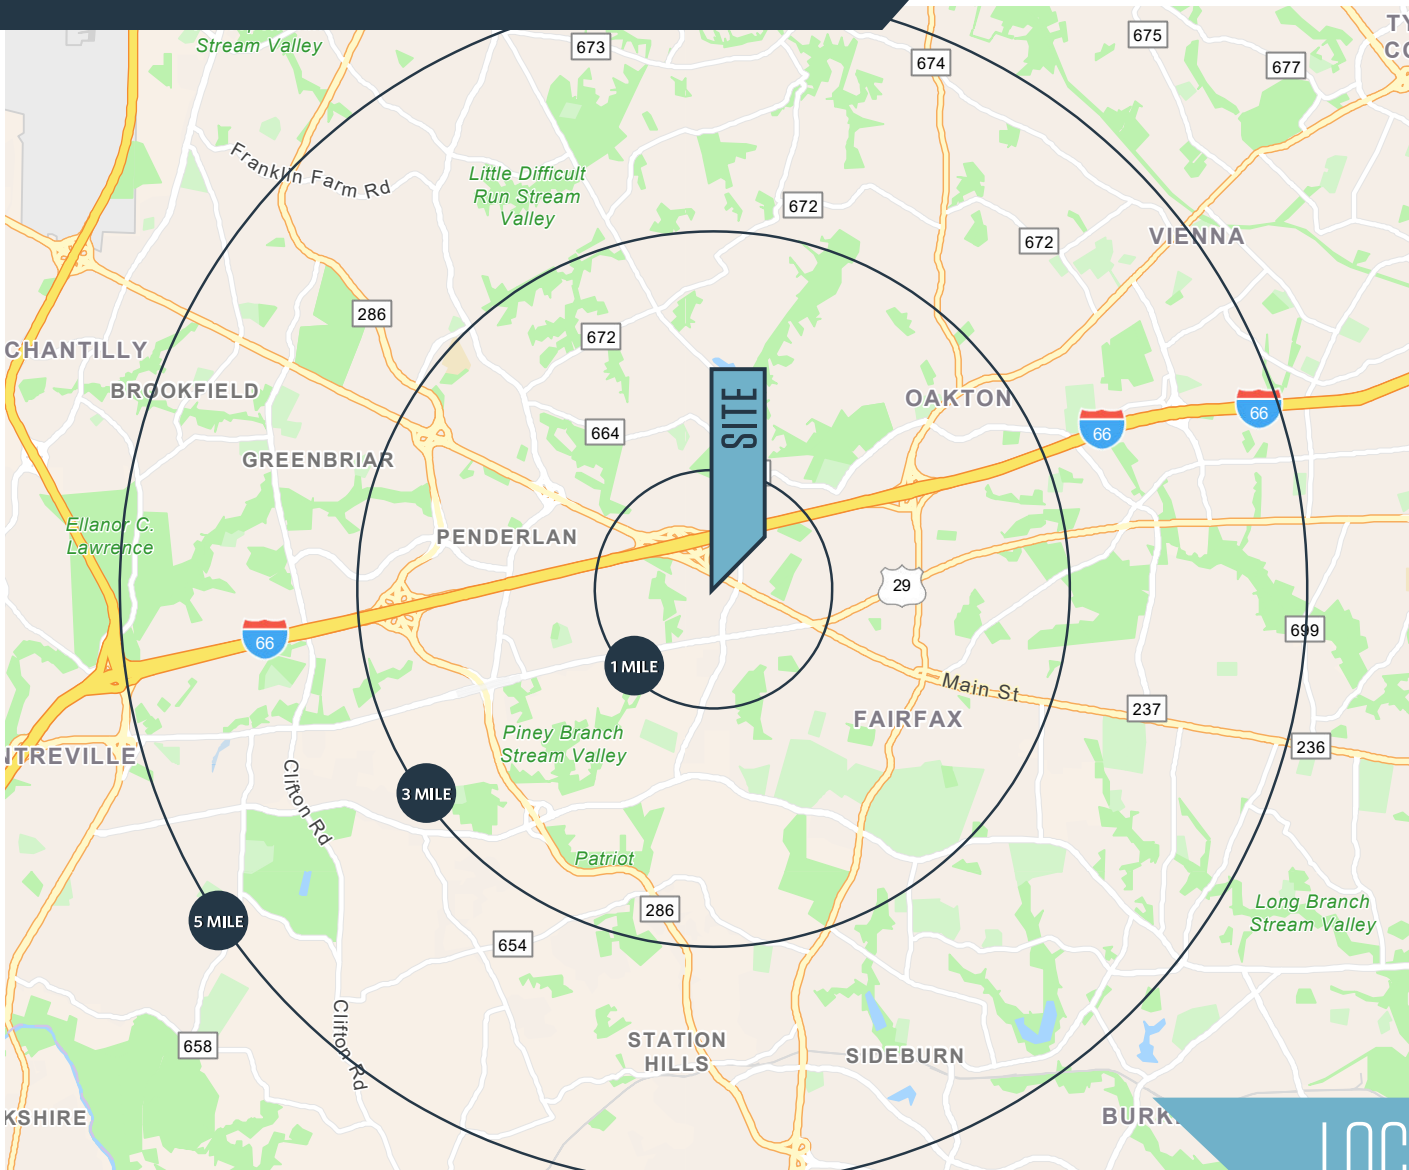 Stream Valley
673
674
675
677
Franklin Farm Rd
Little Difficult
Run Stream
Valley
672
672
VIENNA
286
672
CHANTILLY
BROOKFIELD
OAKTON
SITE
66
66
664
GREENBRIAR
Ellanor C.
Lawrence
PENDERLAN
29
66
699
1 MILE
Main St
237
FAIRFAX
Piney Branch
Stream Valley
236
NTREVILLE
Clifton Rd
3 MILE
Patriot
286
5 MILE
654
Long Branch
Stream Valley
Clifton Rd
658
STATION
HILLS
SIDEBURN
KSHIRE
BURK
LOC